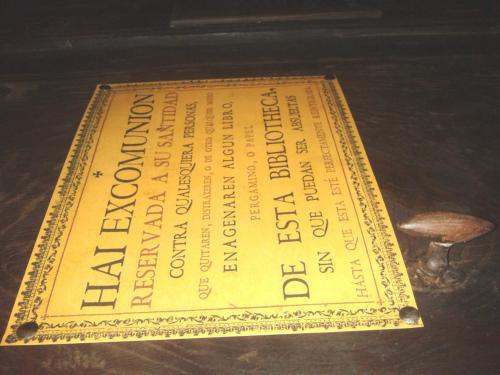 HAI EXCOMUNION
RESERVADA A SU SANTIDAD
CONTRA QUALESQUIERA PERSONAS,
QUE QUITAREN, DISTRAXEREN, O DE OTRO QUALQUIER MODO
ENAGENAREN ALGUN LIBRO,
PERGAMINO, O PAPEL
DE ESTA BIBLIOTHECA.
SIN QUE PUEDAN SER ABSUELTAS
HASTA QUE ESTA ESTÉ PERFECTAMENTE REINTEGRADA.